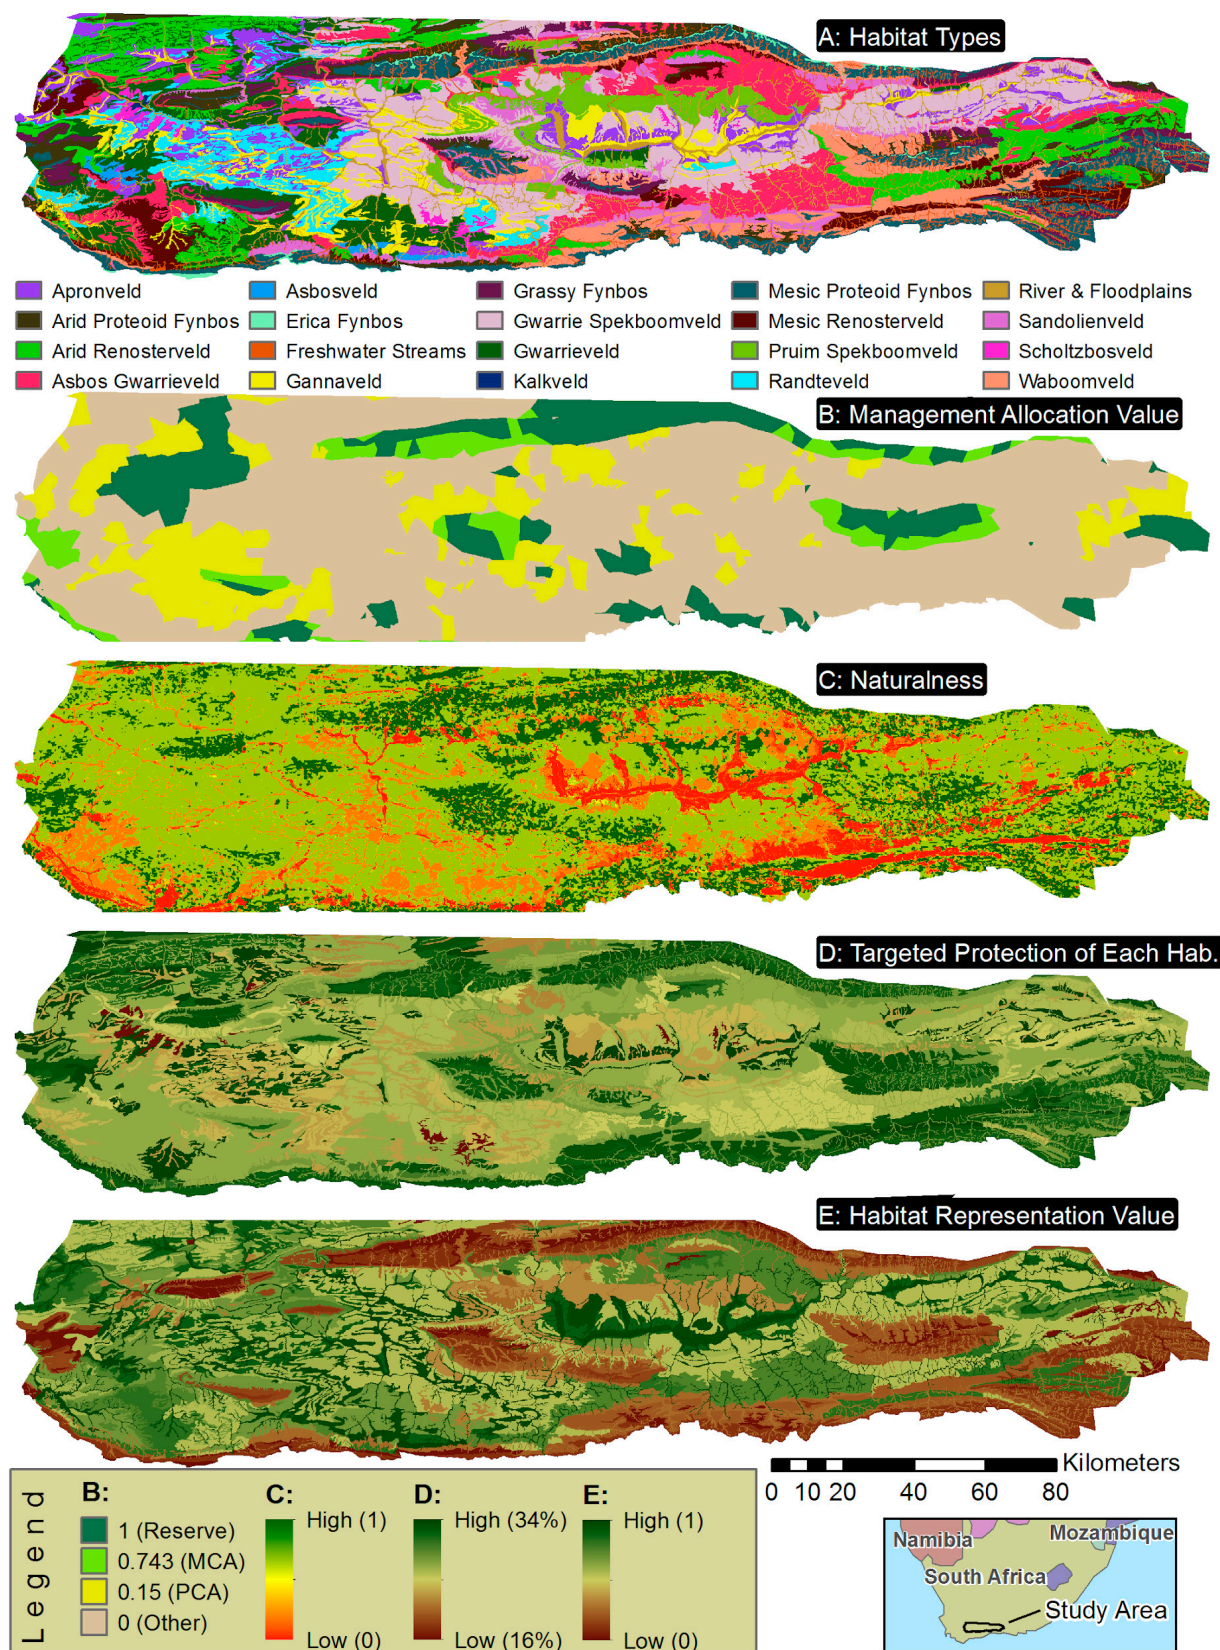 A: Habitat Types
Apronveld Asbosveld Grassy Fynbos Mesic Proteoid Fynbos River & Floodplains
Arid Proteoid Fynbos Erica Fynbos Gwarrie Spekboomveld Mesic Renosterveld Sandolienveld
Arid Renosterveld Freshwater Streams Gwarrieveld Pruim Spekboomveld Scholtzbosveld
Asbos Gwarrieveld Gannaveld Kalkveld Randteveld Waboomveld
B: Management Allocation Value
C: Naturalness
D: Targeted Protection of Each Hab.
E: Habitat Representation Value
Legend
B:
1 (Reserve)
0.743 (MCA)
0.15 (PCA)
0 (Other)
C:
High (1)
Low (0)
D:
High (34%)
Low (16%)
E:
High (1)
Low (0)
Kilometers
0 10 20 40 60 80
Namibia
Mozambique
South Africa
Study Area